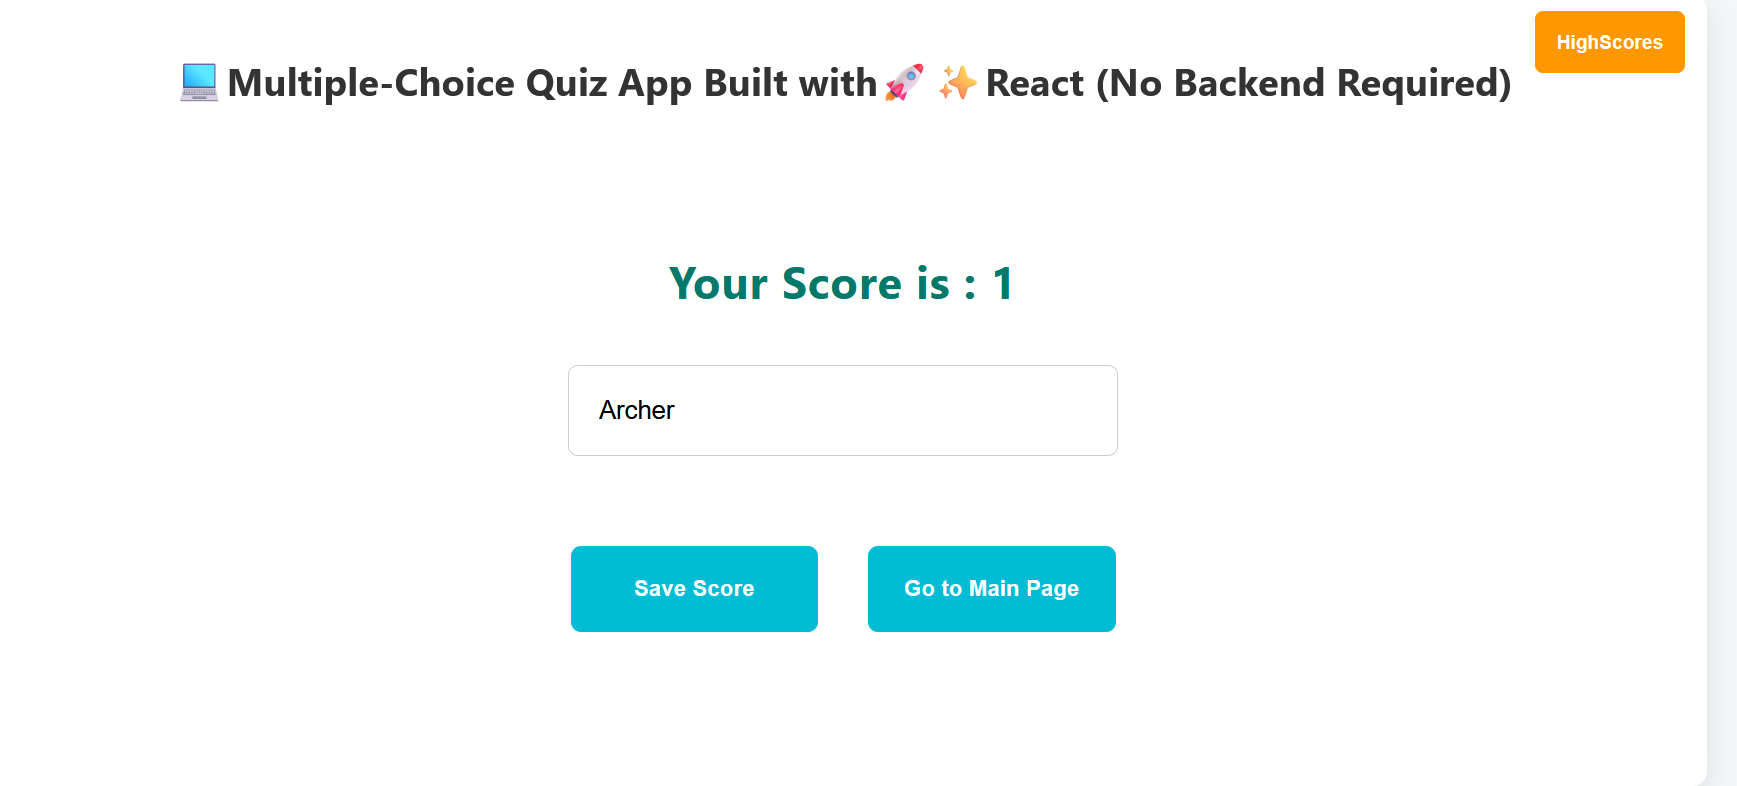 HighScores
💻 Multiple-Choice Quiz App Built with🚀 ✨ React (No Backend Required)
Your Score is : 1
Archer
Save Score
Go to Main Page